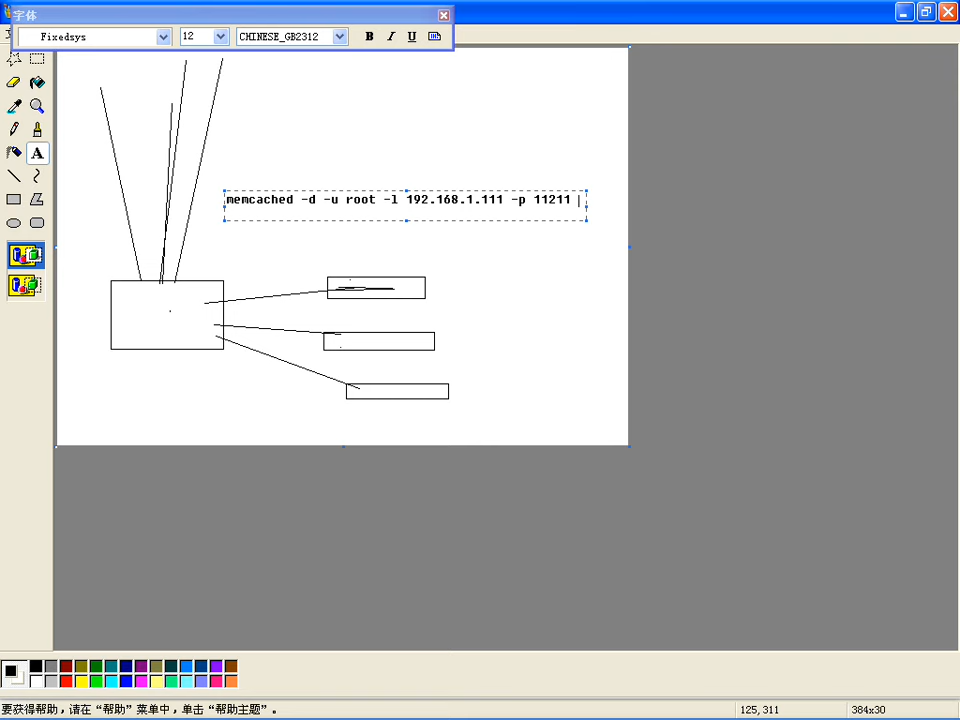 字体
Fixedsys
12
CHINESE_GB2312
B I U
A
memcached -d -u root -l 192.168.1.111 -p 11211
要获得帮助，请在“帮助”菜单中，单击“帮助主题”。
125,311
384x30